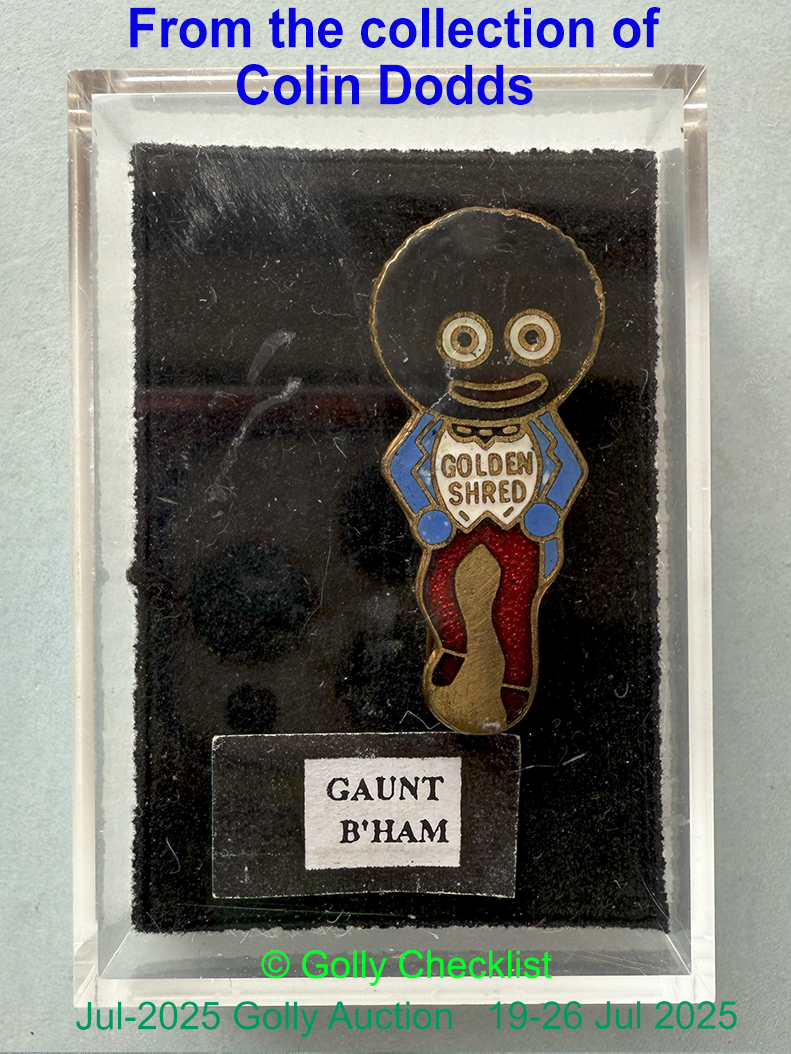 From the collection of
Colin Dodds
GOLDEN
SHRED
GAUNT
B'HAM
© Golly Checklist
Jul-2025 Golly Auction 19-26 Jul 2025